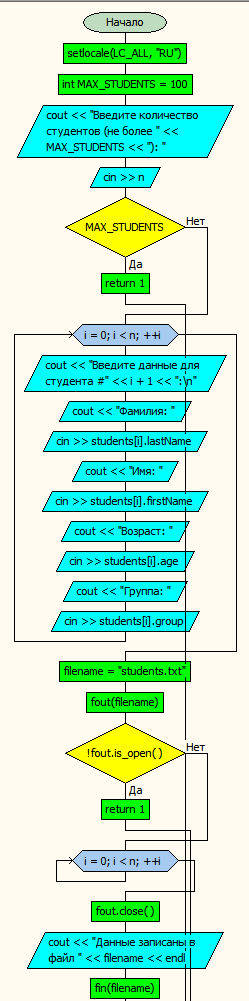 Начало
setlocale(LC_ALL, "RU")
int MAX_STUDENTS = 100
cout << "Введите количество
студентов (не более " <<
MAX_STUDENTS << "): "
cin >> n
MAX_STUDENTS
Нет
Да
return 1
i = 0; i < n; ++i
cout << "Введите данные для
студента #" << i + 1 << ":\n"
cout << "Фамилия: "
cin >> students[i].lastName
cout << "Имя: "
cin >> students[i].firstName
cout << "Возраст: "
cin >> students[i].age
cout << "Группа: "
cin >> students[i].group
filename = "students.txt"
fout(filename)
!fout.is_open()
Нет
Да
return 1
i = 0; i < n; ++i
fout.close()
cout << "Данные записаны в
файл " << filename << endl
fin(filename)